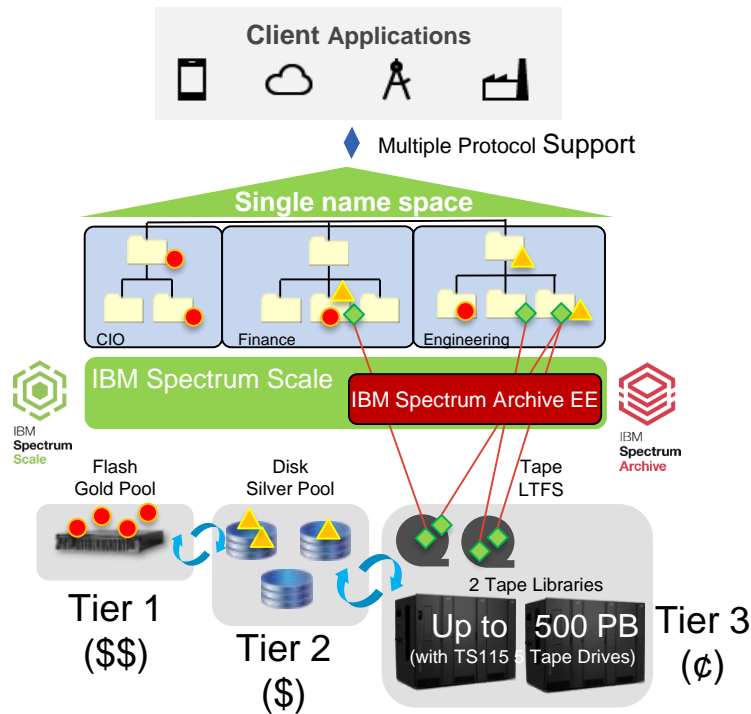 Client Applications
Multiple Protocol Support
Single name space
CIO
Finance
Engineering
IBM Spectrum Scale
IBM Spectrum Archive EE
IBM
Spectrum
Scale
IBM
Spectrum
Archive
Flash
Gold Pool
Disk
Silver Pool
Tape
LTFS
2 Tape Libraries
Up to 500 PB
(with TS115 5 Tape Drives)
Tier 1
($$)
Tier 2
($)
Tier 3
(¢)